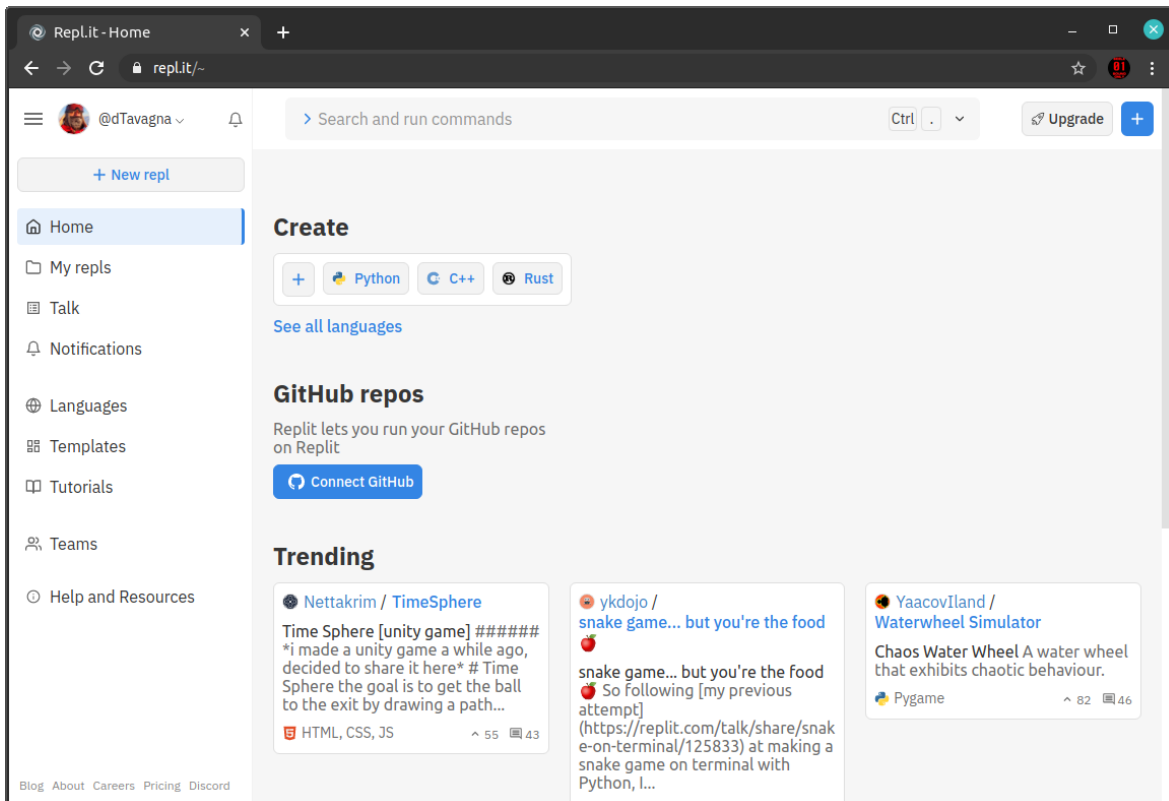 Repl.it - Home
repl.it/~
@dTavagna
Search and run commands
Ctrl .
Upgrade
+ New repl
Home
My repls
Talk
Notifications
Languages
Templates
Tutorials
Teams
Help and Resources
Blog About Careers Pricing Discord
Create
+ Python C++ Rust
See all languages
GitHub repos
Replit lets you run your GitHub repos
on Replit
Connect GitHub
Trending
Nettakrim / TimeSphere
Time Sphere [unity game] ######
*i made a unity game a while ago,
decided to share it here* # Time
Sphere the goal is to get the ball
to the exit by drawing a path...
HTML, CSS, JS 55 43
ykdojo /
snake game... but you're the food
🍎
snake game... but you're the food
🍎 So following [my previous
attempt]
(https://replit.com/talk/share/snak
e-on-terminal/125833) at making a
snake game on terminal with
Python, I...
YaacovIland /
Waterwheel Simulator
Chaos Water Wheel A water wheel
that exhibits chaotic behaviour.
Pygame 82 46